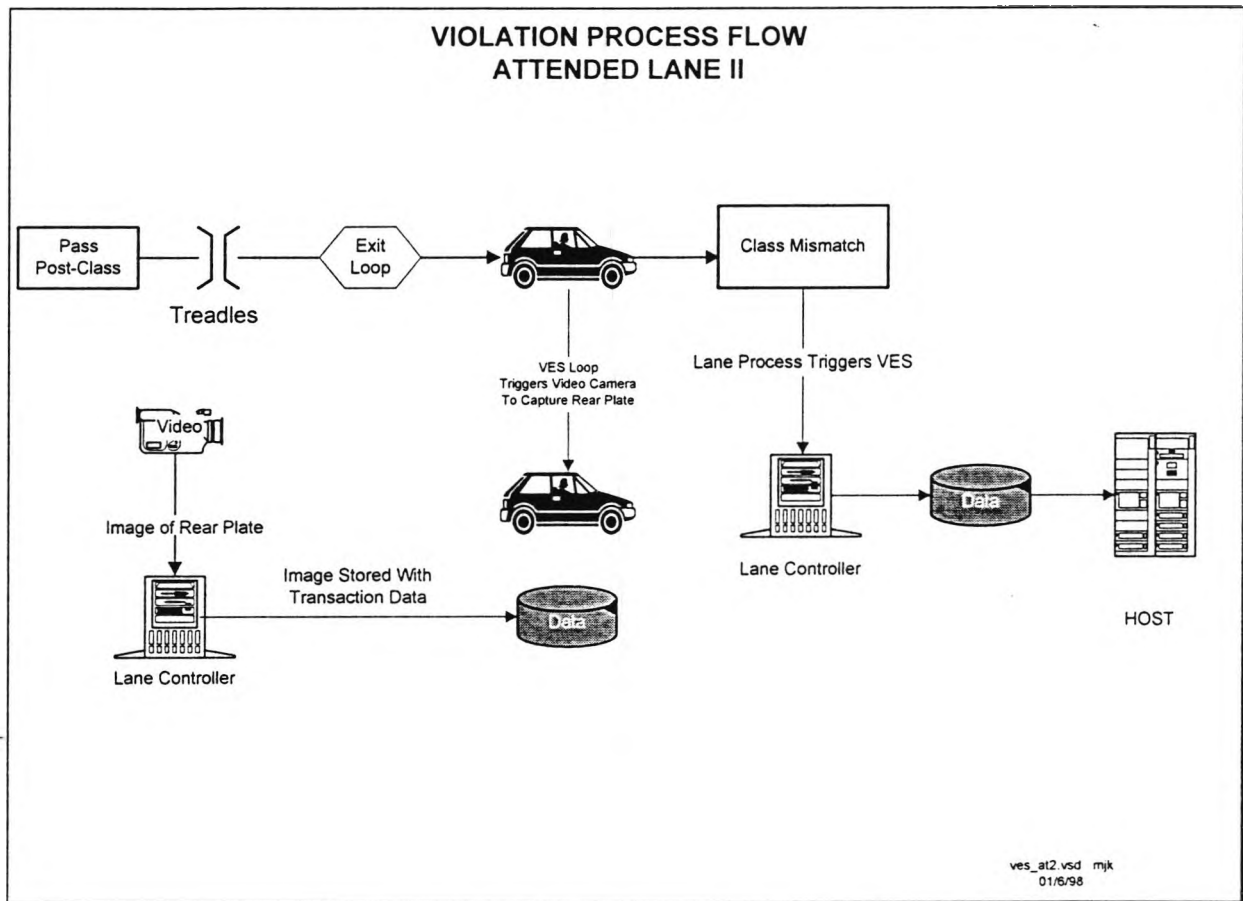 VIOLATION PROCESS FLOW
ATTENDED LANE II
Pass
Post-Class
Treadles
Exit
Loop
Class Mismatch
VES Loop
Triggers Video Camera
To Capture Rear Plate
Lane Process Triggers VES
Video
Image of Rear Plate
Lane Controller
Image Stored With
Transaction Data
Data
Lane Controller
Data
HOST
ves_at2.vsd mjk
01/6/98